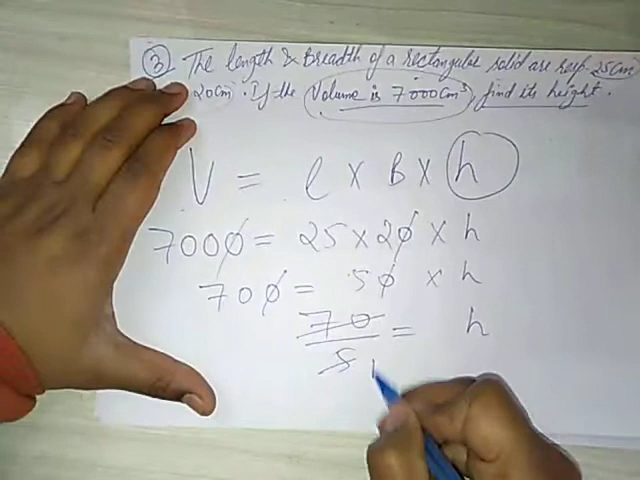 ③ The length & Breadth of a rectangular solid are resp 25cm
20cm. If the Volume is 7000cm³, find its height.
V = l x B x h
7000 = 25 x 20 x h
700 = 50 x h
70/5 = h